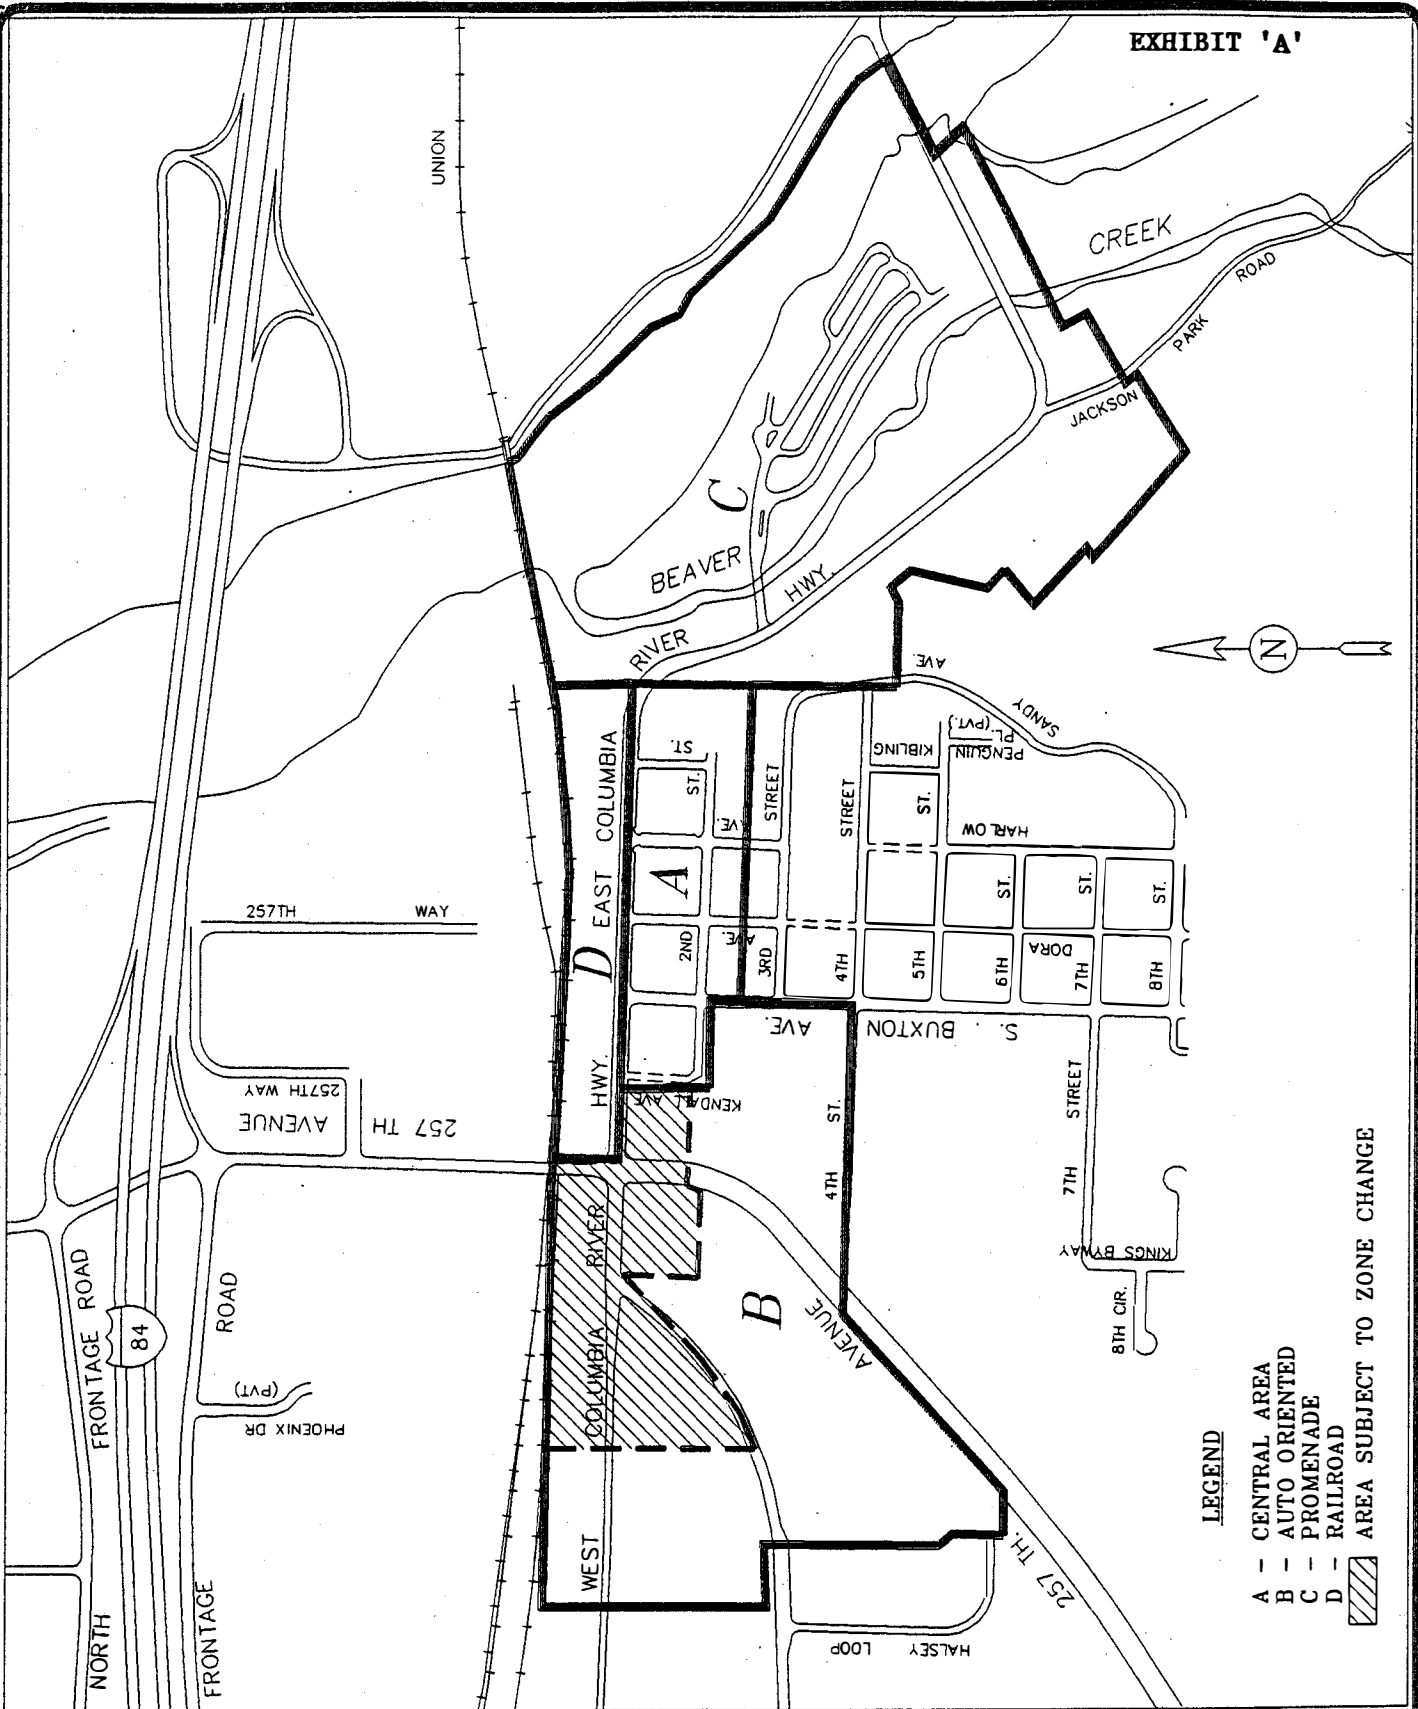 EXHIBIT 'A'
UNION
CREEK
PARK
ROAD
JACKSON
C
BEAVER
HWY.
RIVER
N
SANDY
AVE.
PENGUIN
PL. (PVT.)
KIBLING
ST.
ST.
AVE.
STREET
STREET
ST.
HARLOW
EAST COLUMBIA
A
D
HWY.
2ND
AVE.
3RD
4TH
5TH
6TH
ST.
DORA
7TH
ST.
8TH
ST.
S. BUXTON
AVE.
KENDALL AVE
257TH
WAY
257TH WAY
257 TH
AVENUE
4TH
ST.
7TH
STREET
KINGS BYWAY
8TH CIR.
B
AVENUE
257 TH.
WEST
COLUMBIA
RIVER
HALSEY
LOOP
NORTH
FRONTAGE ROAD
84
FRONTAGE
ROAD
PHOENIX DR
(PVT)
LEGEND
A - CENTRAL AREA
B - AUTO ORIENTED
C - PROMENADE
D - RAILROAD
AREA SUBJECT TO ZONE CHANGE